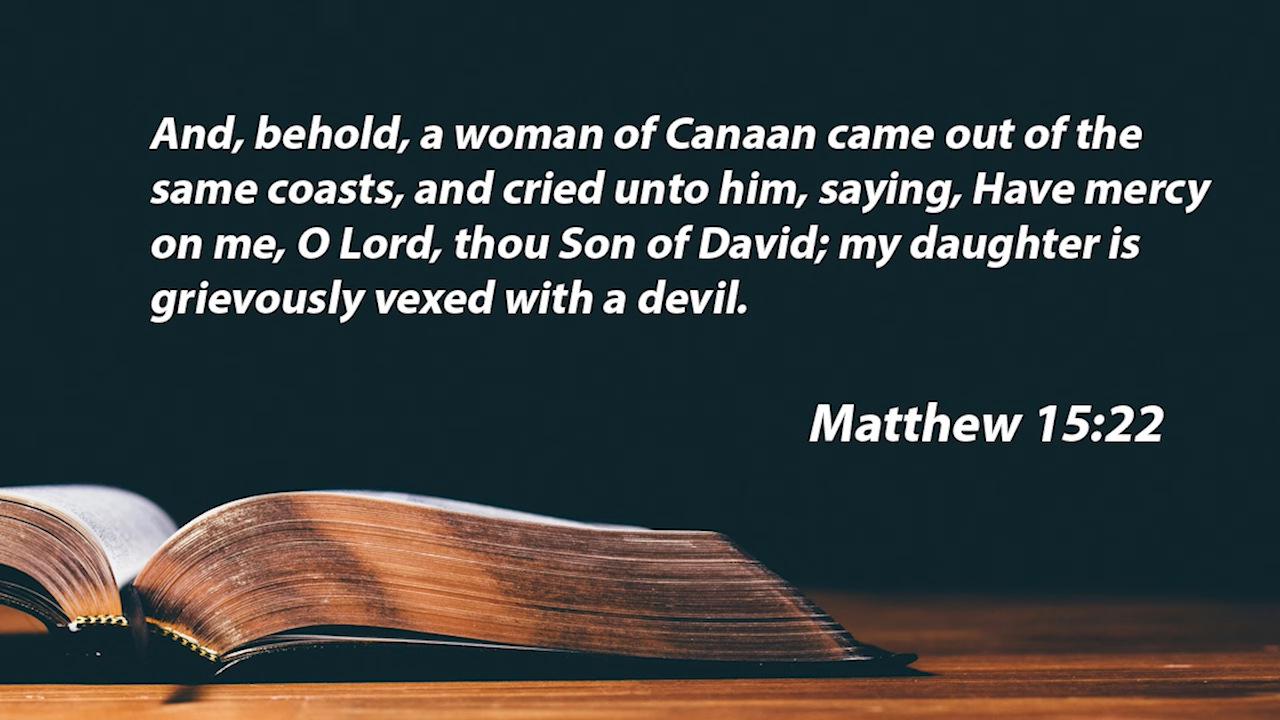 And, behold, a woman of Canaan came out of the
same coasts, and cried unto him, saying, Have mercy
on me, O Lord, thou Son of David; my daughter is
grievously vexed with a devil.
Matthew 15:22